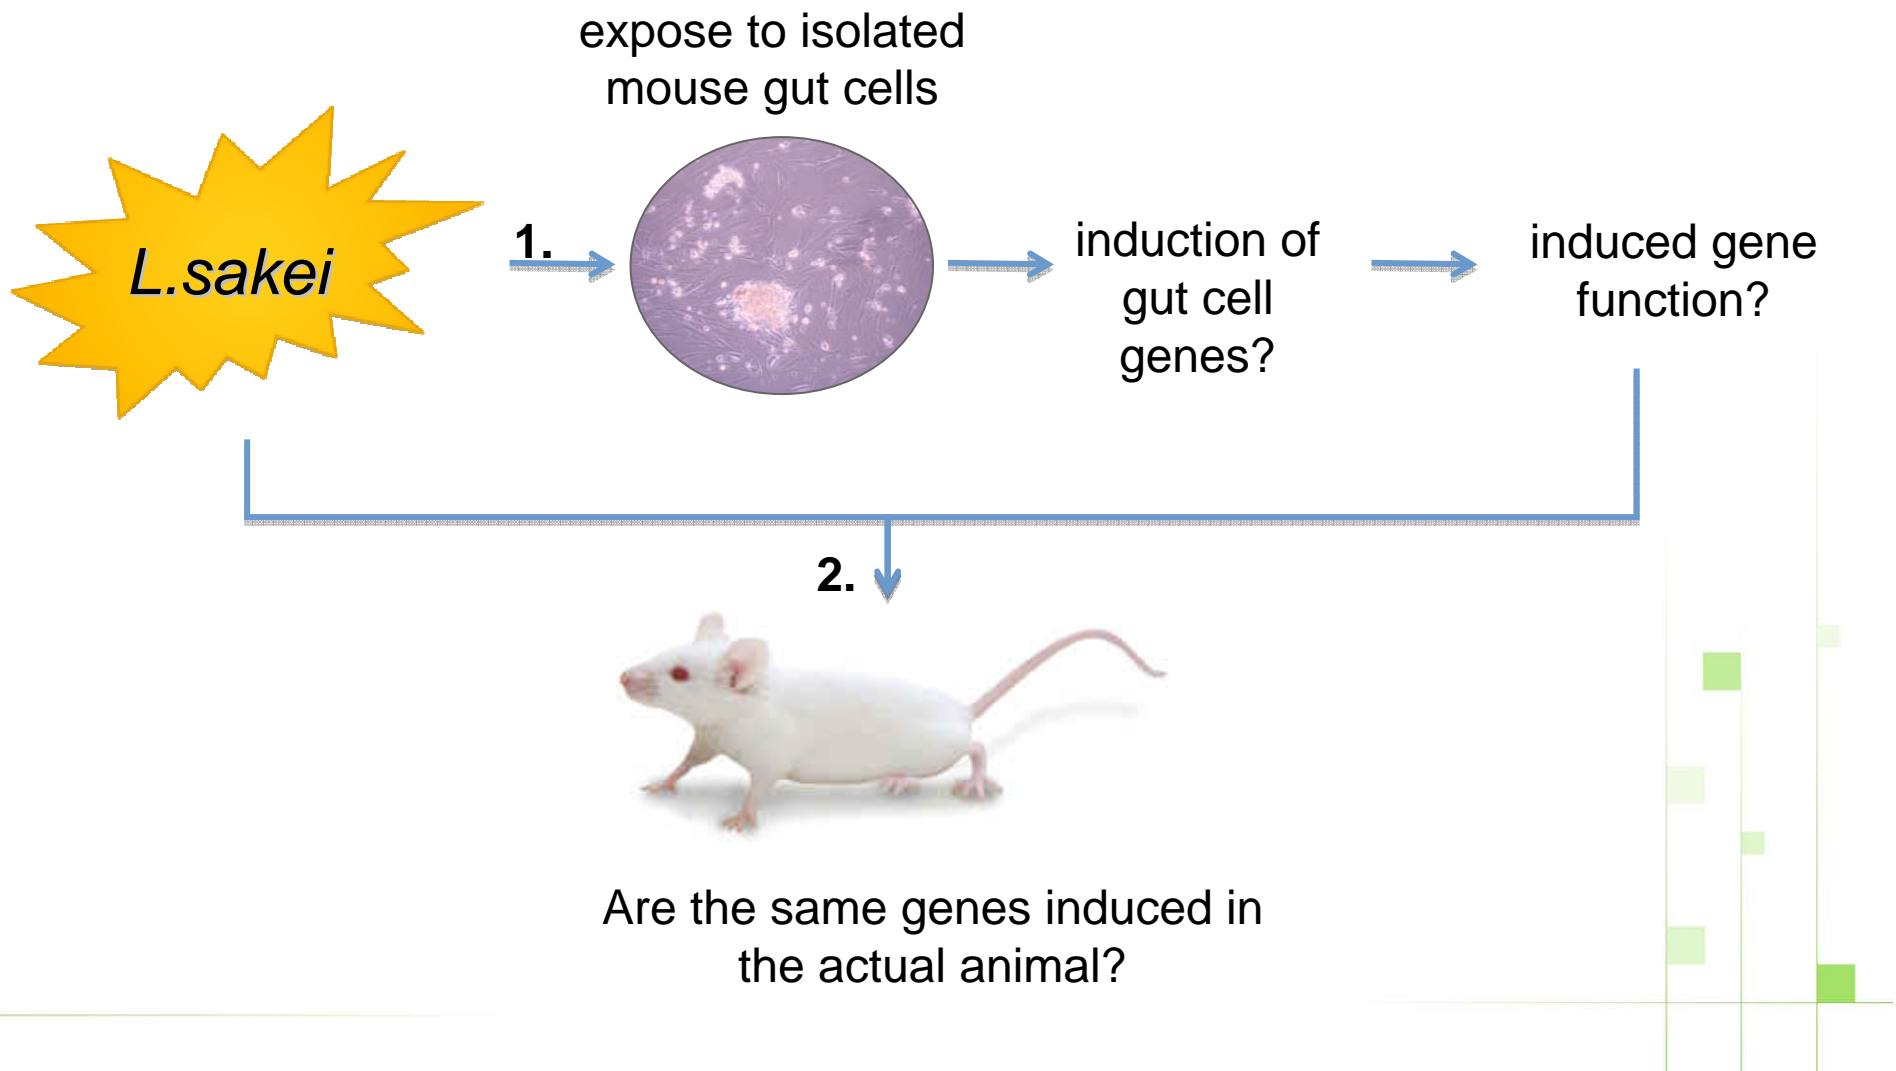 expose to isolated
mouse gut cells
L.sakei
1.
induction of
gut cell
genes?
induced gene
function?
2.
Are the same genes induced in
the actual animal?